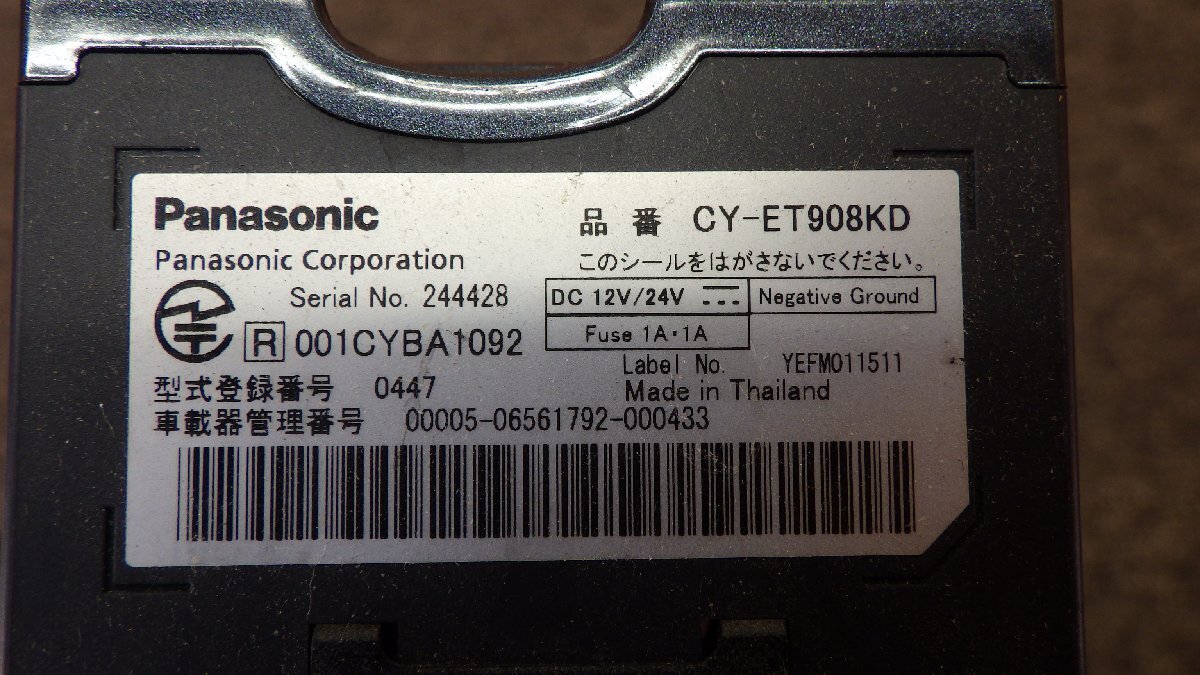 Panasonic
品 番 CY-ET908KD
Panasonic Corporation
このシールをはがさないでください。
Serial No. 244428
DC 12V/24V
Negative Ground
R 001CYBA1092
Fuse 1A・1A
Label No. YEFM011511
型式登録番号 0447
Made in Thailand
車載器管理番号 00005-06561792-000433